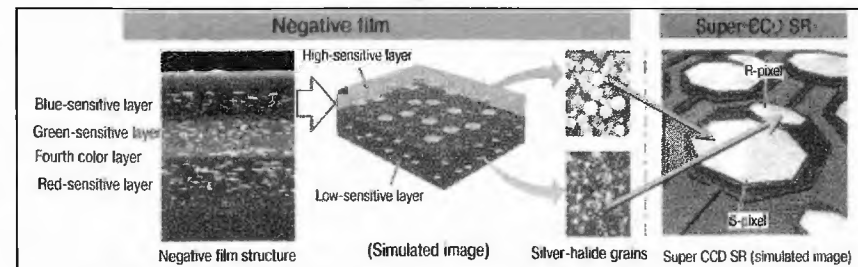 Negative film
Super CCD SR
High-sensitive layer
R-pixel
Blue-sensitive layer
Green-sensitive layer
Fourth color layer
Red-sensitive layer
Low-sensitive layer
S-pixel
Negative film structure
(Simulated image)
Silver-halide grains
Super CCD SR (simulated image)